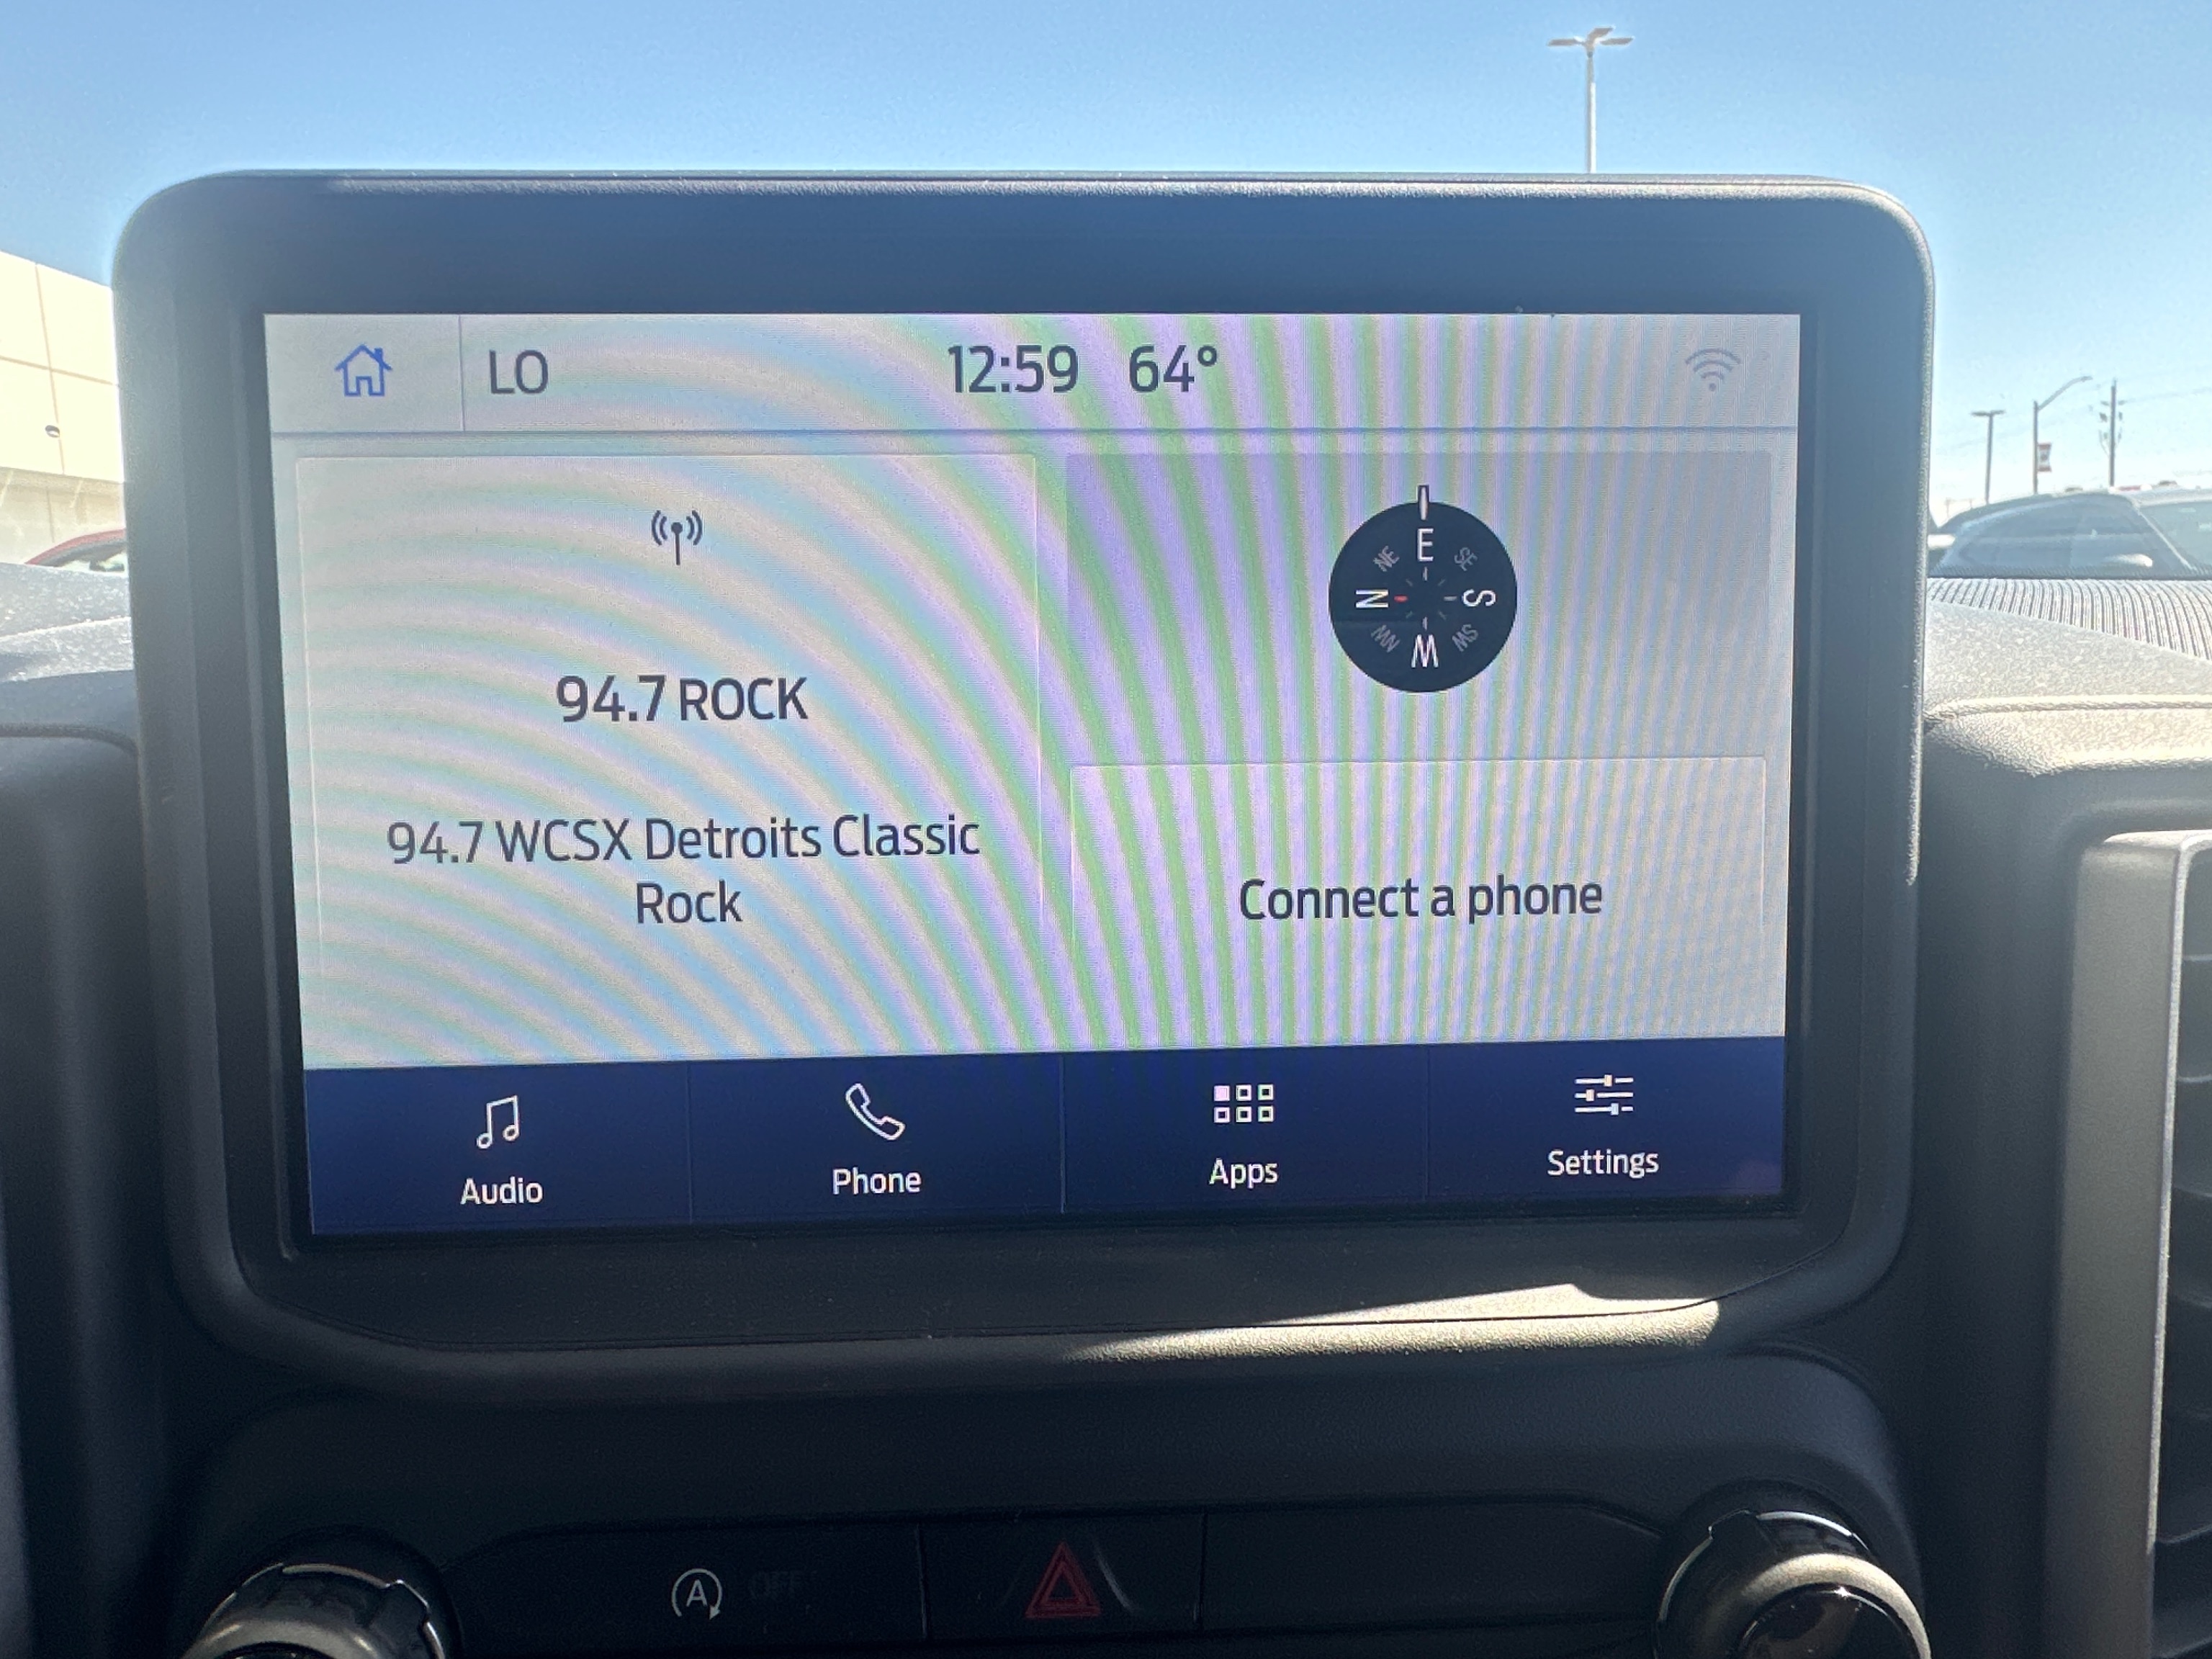 LO
12:59 64°
94.7 ROCK
94.7 WCSX Detroits Classic
Rock
E
NE SE
N S
NW SW
W
Connect a phone
Audio
Phone
Apps
Settings
A OFF